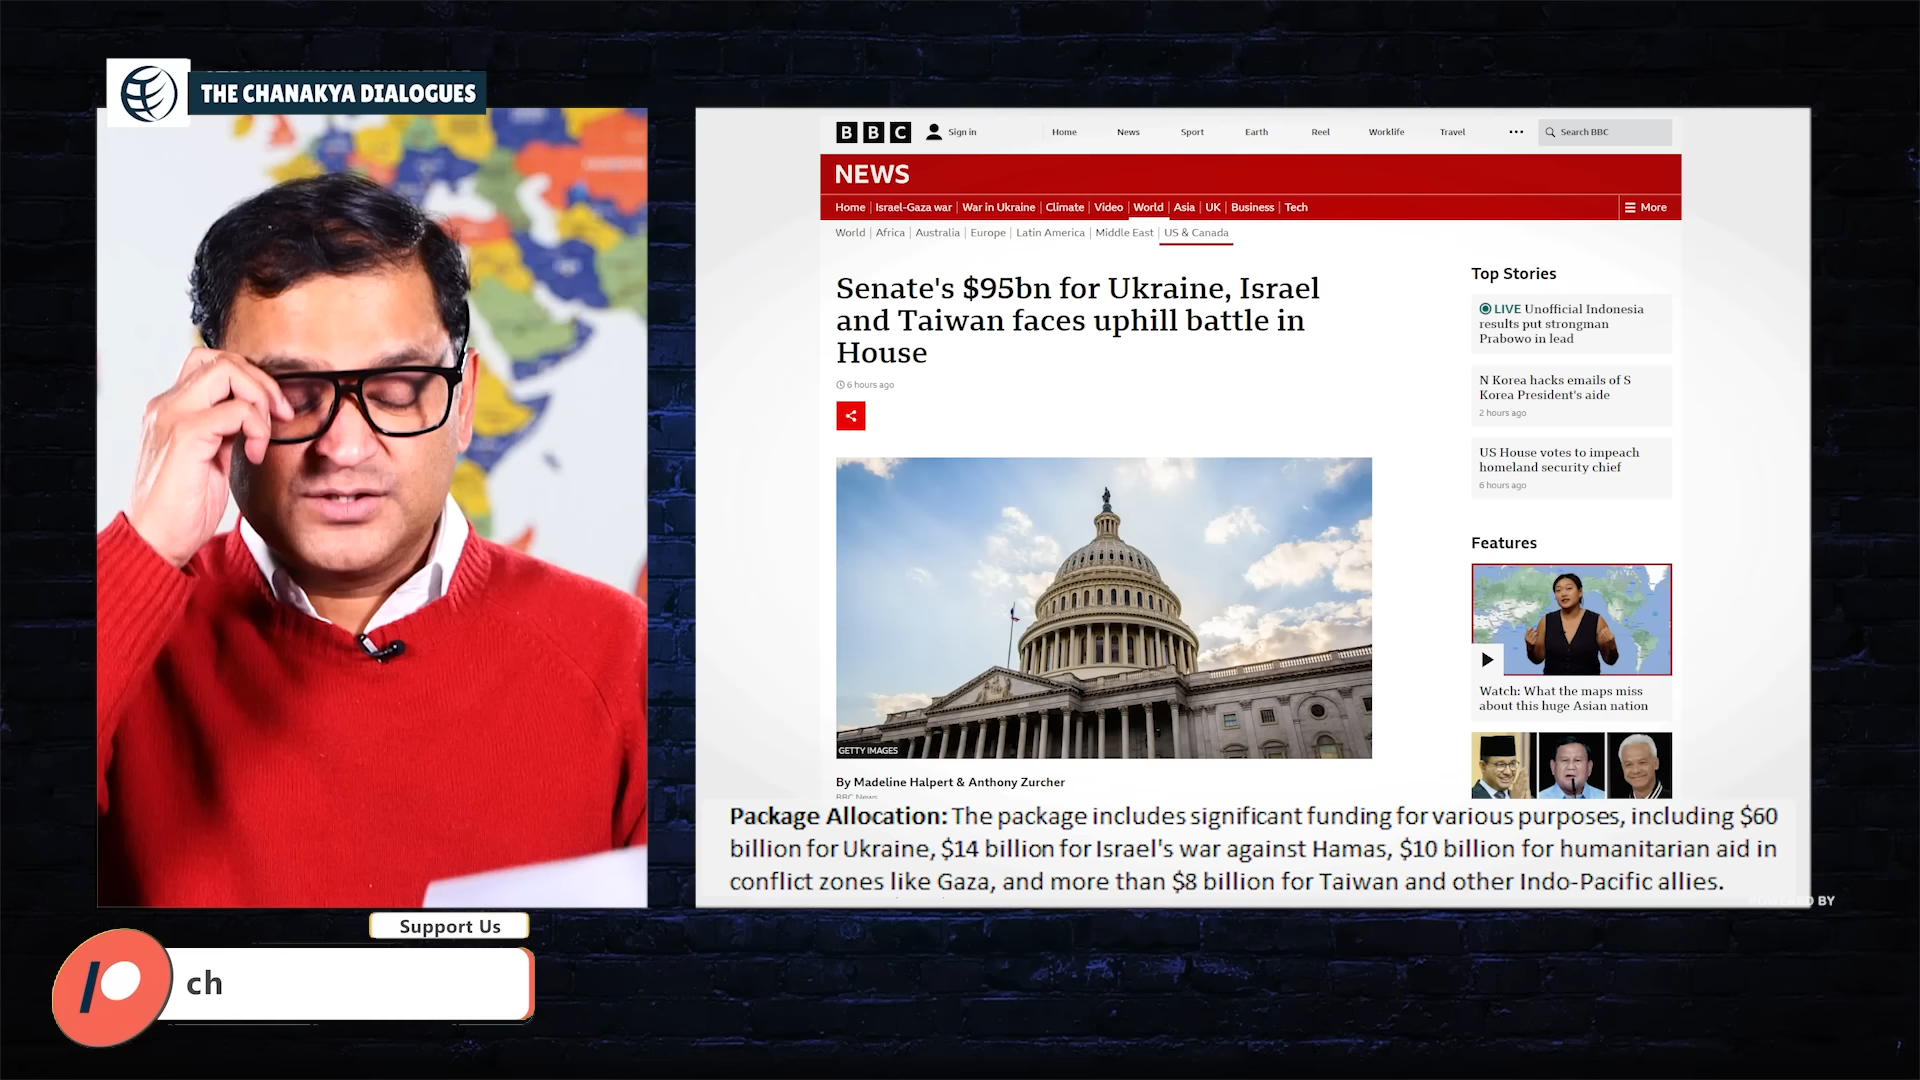 THE CHANAKYA DIALOGUES
BBC
Sign in
Home
News
Sport
Earth
Reel
Worklife
Travel
Search BBC
NEWS
Home | Israel-Gaza war | War in Ukraine | Climate | Video | World | Asia | UK | Business | Tech
More
World | Africa | Australia | Europe | Latin America | Middle East | US & Canada
Senate's $95bn for Ukraine, Israel
and Taiwan faces uphill battle in
House
6 hours ago
GETTY IMAGES
By Madeline Halpert & Anthony Zurcher
BBC News
Top Stories
LIVE Unofficial Indonesia
results put strongman
Prabowo in lead
N Korea hacks emails of S
Korea President's aide
2 hours ago
US House votes to impeach
homeland security chief
6 hours ago
Features
Watch: What the maps miss
about this huge Asian nation
Package Allocation: The package includes significant funding for various purposes, including $60
billion for Ukraine, $14 billion for Israel's war against Hamas, $10 billion for humanitarian aid in
conflict zones like Gaza, and more than $8 billion for Taiwan and other Indo-Pacific allies.
POWERED BY
Support Us
ch